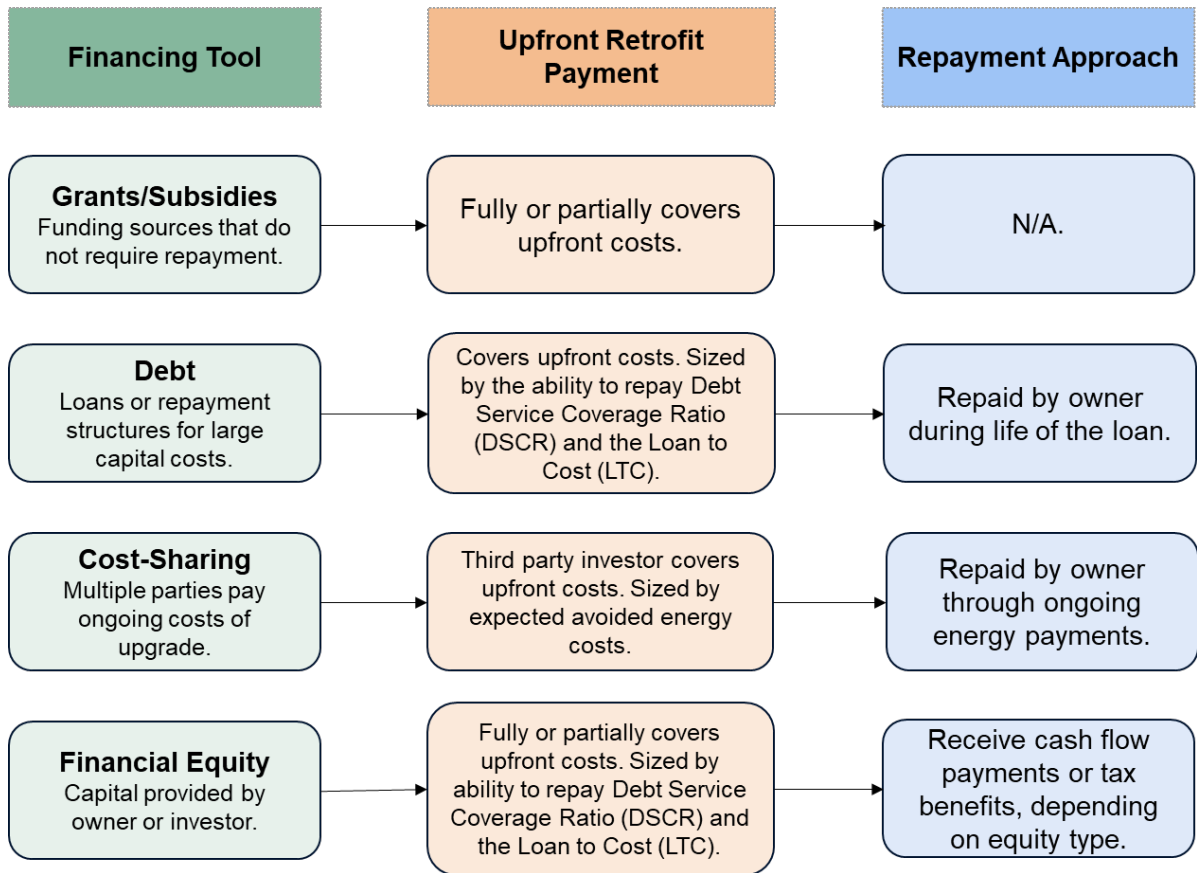 Financing Tool
Upfront Retrofit
Payment
Repayment Approach
Grants/Subsidies
Funding sources that do
not require repayment.
Fully or partially covers
upfront costs.
N/A.
Debt
Loans or repayment
structures for large
capital costs.
Covers upfront costs. Sized
by the ability to repay Debt
Service Coverage Ratio
(DSCR) and the Loan to
Cost (LTC).
Repaid by owner
during life of the loan.
Cost-Sharing
Multiple parties pay
ongoing costs of
upgrade.
Third party investor covers
upfront costs. Sized by
expected avoided energy
costs.
Repaid by owner
through ongoing
energy payments.
Financial Equity
Capital provided by
owner or investor.
Fully or partially covers
upfront costs. Sized by
ability to repay Debt Service
Coverage Ratio (DSCR) and
the Loan to Cost (LTC).
Receive cash flow
payments or tax
benefits, depending
on equity type.